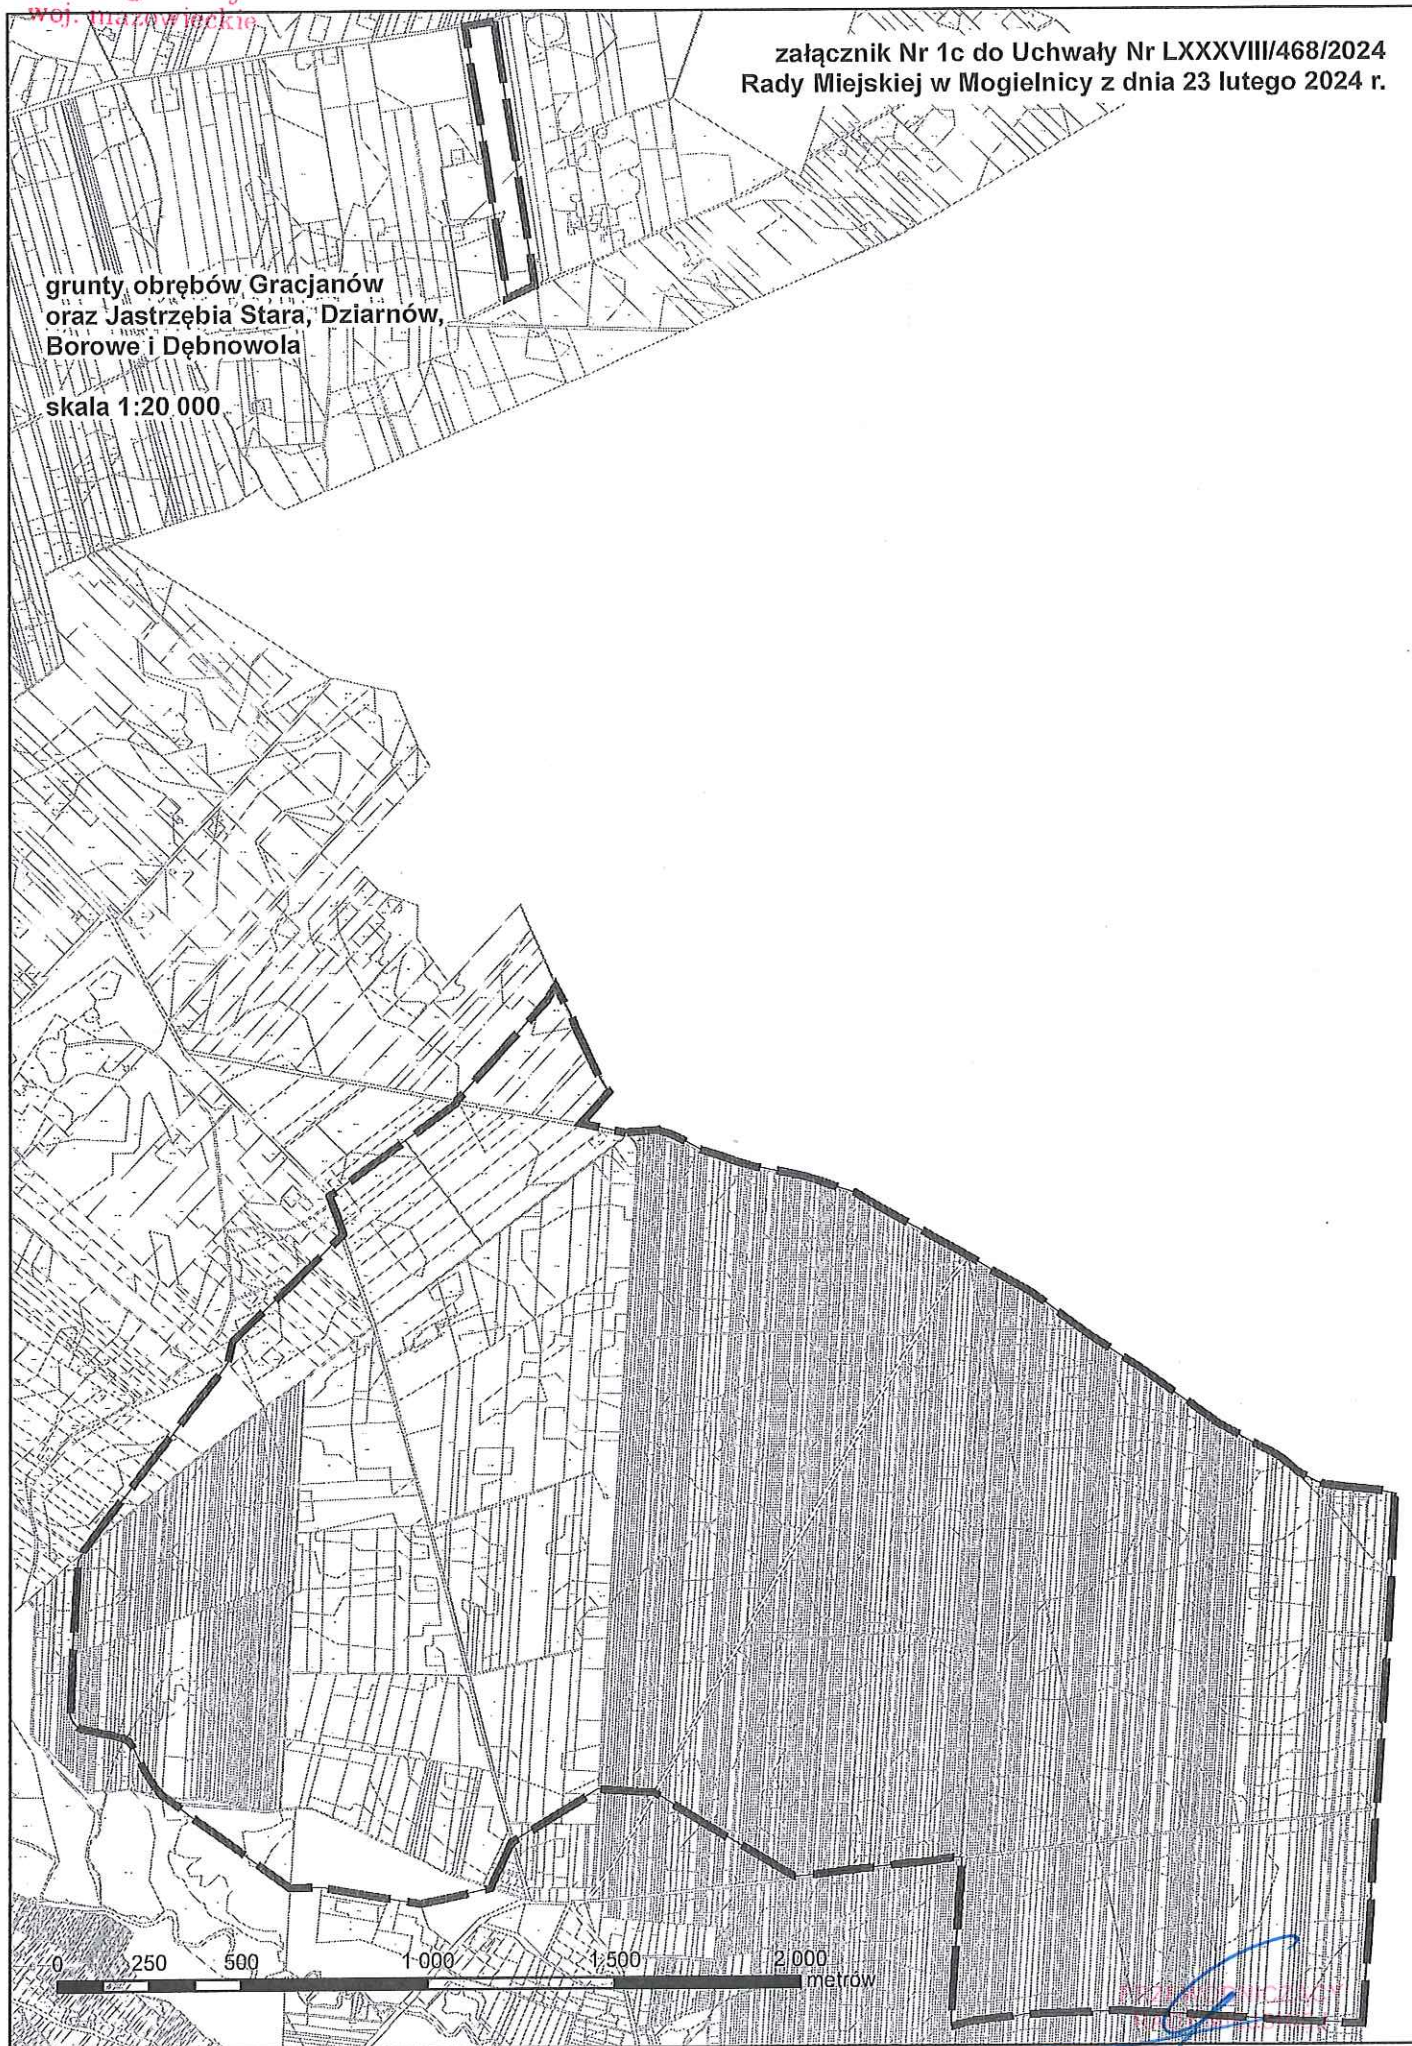 woj. mazowieckie
załącznik Nr 1c do Uchwały Nr LXXXVIII/468/2024
Rady Miejskiej w Mogielnicy z dnia 23 lutego 2024 r.
grunty obrębów Gracjanów
oraz Jastrzębia Stara, Dziarnów,
Borowe i Dębnowola
skala 1:20 000
0 250 500 1 000 1 500 2 000
metrów